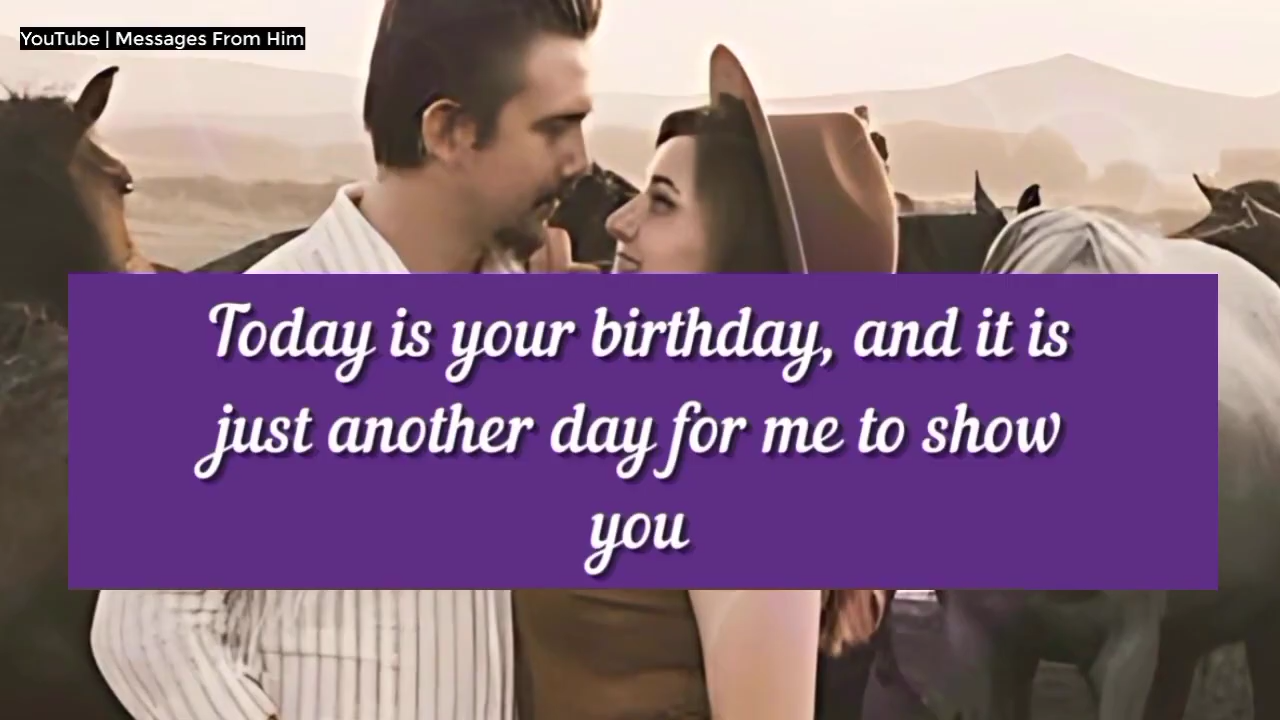 YouTube | Messages From Him
Today is your birthday, and it is
just another day for me to show
you